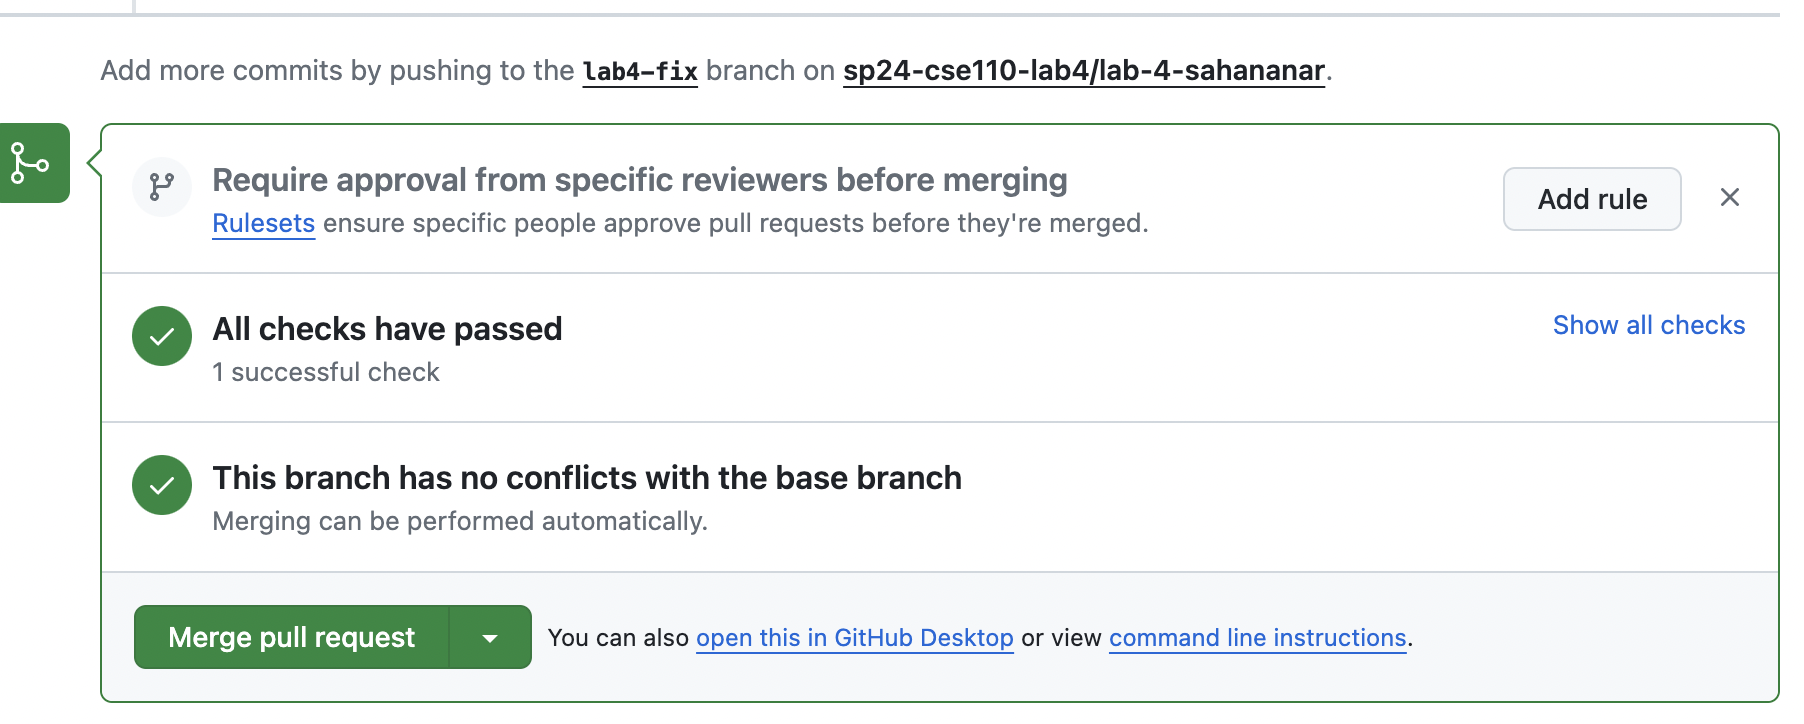 Add more commits by pushing to the lab4-fix branch on sp24-cse110-lab4/lab-4-sahananar.
Require approval from specific reviewers before merging
Rulesets ensure specific people approve pull requests before they're merged.
Add rule
All checks have passed
Show all checks
1 successful check
This branch has no conflicts with the base branch
Merging can be performed automatically.
Merge pull request
You can also open this in GitHub Desktop or view command line instructions.